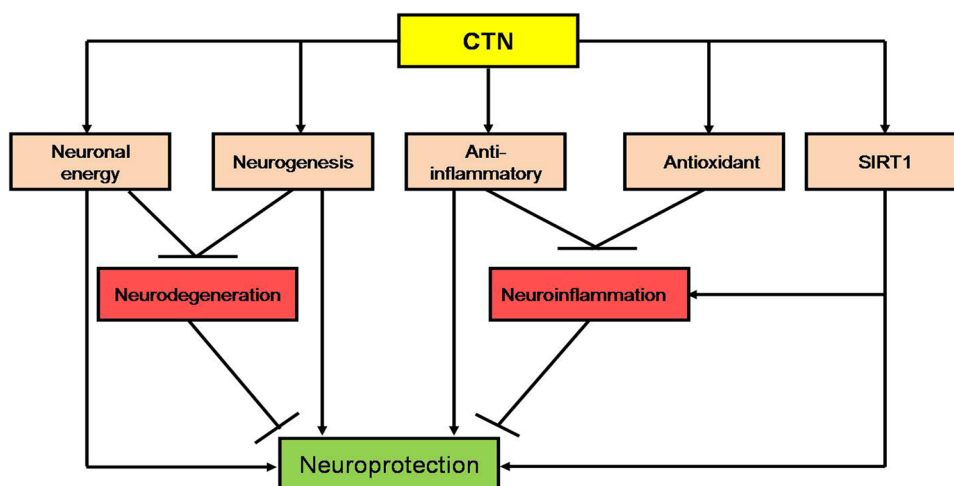 CTN
Neuronal
energy
Neurogenesis
Anti-
inflammatory
Antioxidant
SIRT1
Neurodegeneration
Neuroinflammation
Neuroprotection